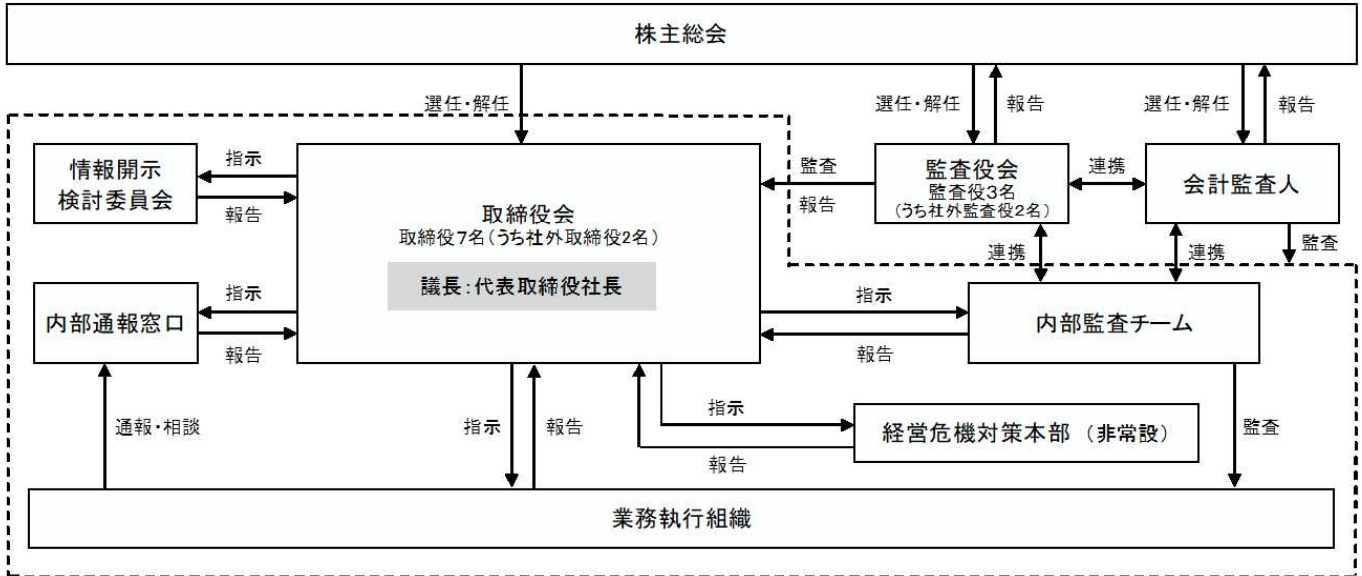 株主総会
選任・解任
選任・解任
報告
選任・解任
報告
情報開示
検討委員会
指示
報告
取締役会
取締役7名(うち社外取締役2名)
議長:代表取締役社長
監査
報告
監査役会
監査役3名
(うち社外監査役2名)
連携
会計監査人
連携
連携
監査
内部通報窓口
指示
報告
指示
報告
内部監査チーム
通報・相談
指示
報告
指示
報告
経営危機対策本部 (非常設)
監査
業務執行組織